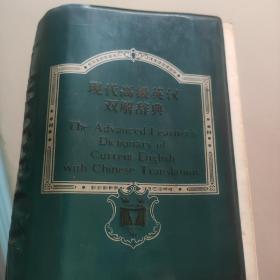 现代高级英汉
双解辞典
The Advanced Learner's
Dictionary of
Current English
with Chinese Translation